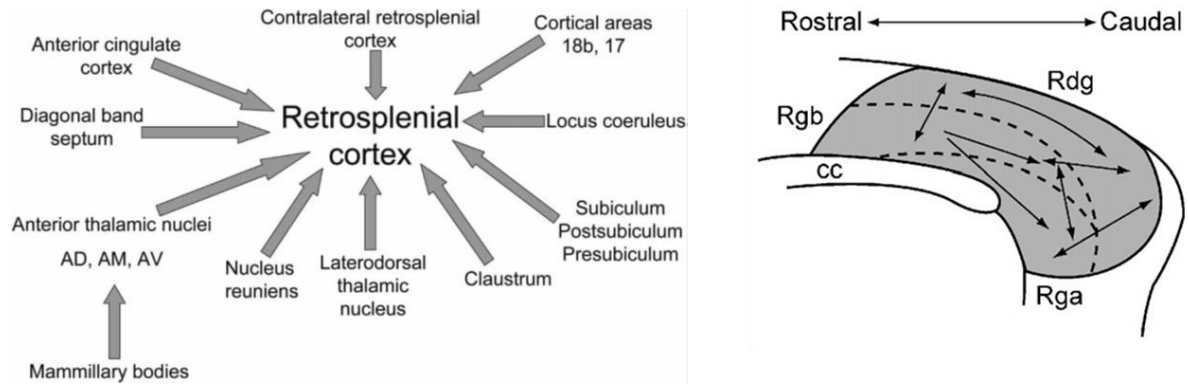 Contralateral retrosplenial
cortex
Cortical areas
18b, 17
Anterior cingulate
cortex
Diagonal band
septum
Retrosplenial
cortex
Locus coeruleus
Anterior thalamic nuclei
AD, AM, AV
Nucleus
reuniens
Laterodorsal
thalamic
nucleus
Claustrum
Subiculum
Postsubiculum
Presubiculum
Mammillary bodies
Rostral
Caudal
Rdg
Rgb
cc
Rga